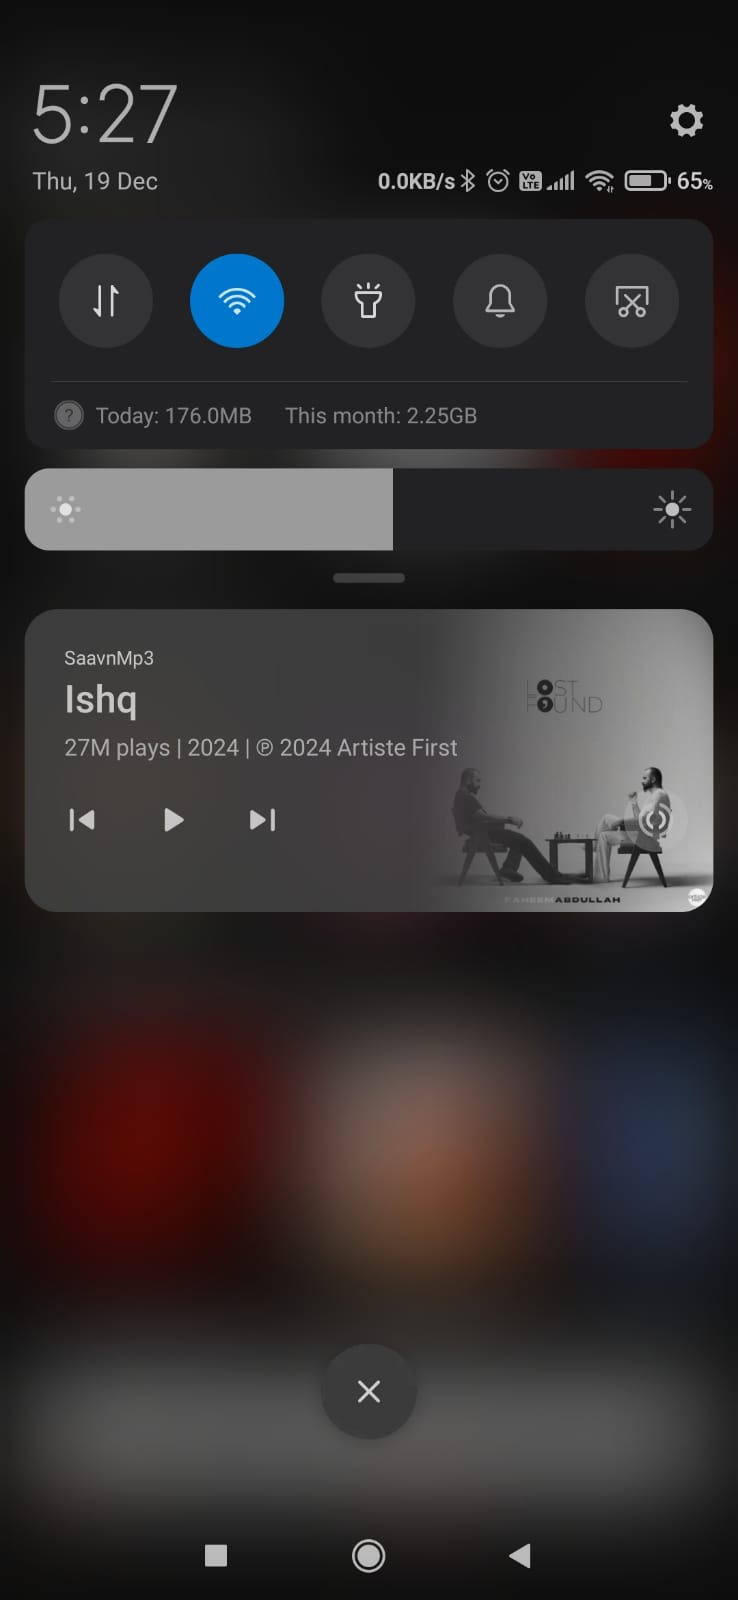 5:27
Thu, 19 Dec
0.0KB/s Vo LTE 65%
? Today: 176.0MB This month: 2.25GB
SaavnMp3
Ishq
27M plays | 2024 | ℗ 2024 Artiste First
LOST
FOUND
FAHEEM ABDULLAH